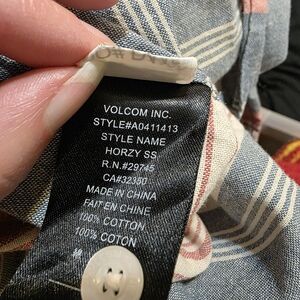 VOLCOM INC.
STYLE#A0411413
STYLE NAME
HORZY SS
R.N.#29745
CA#32350
MADE IN CHINA
FAIT EN CHINE
100% COTTON
100% COTON